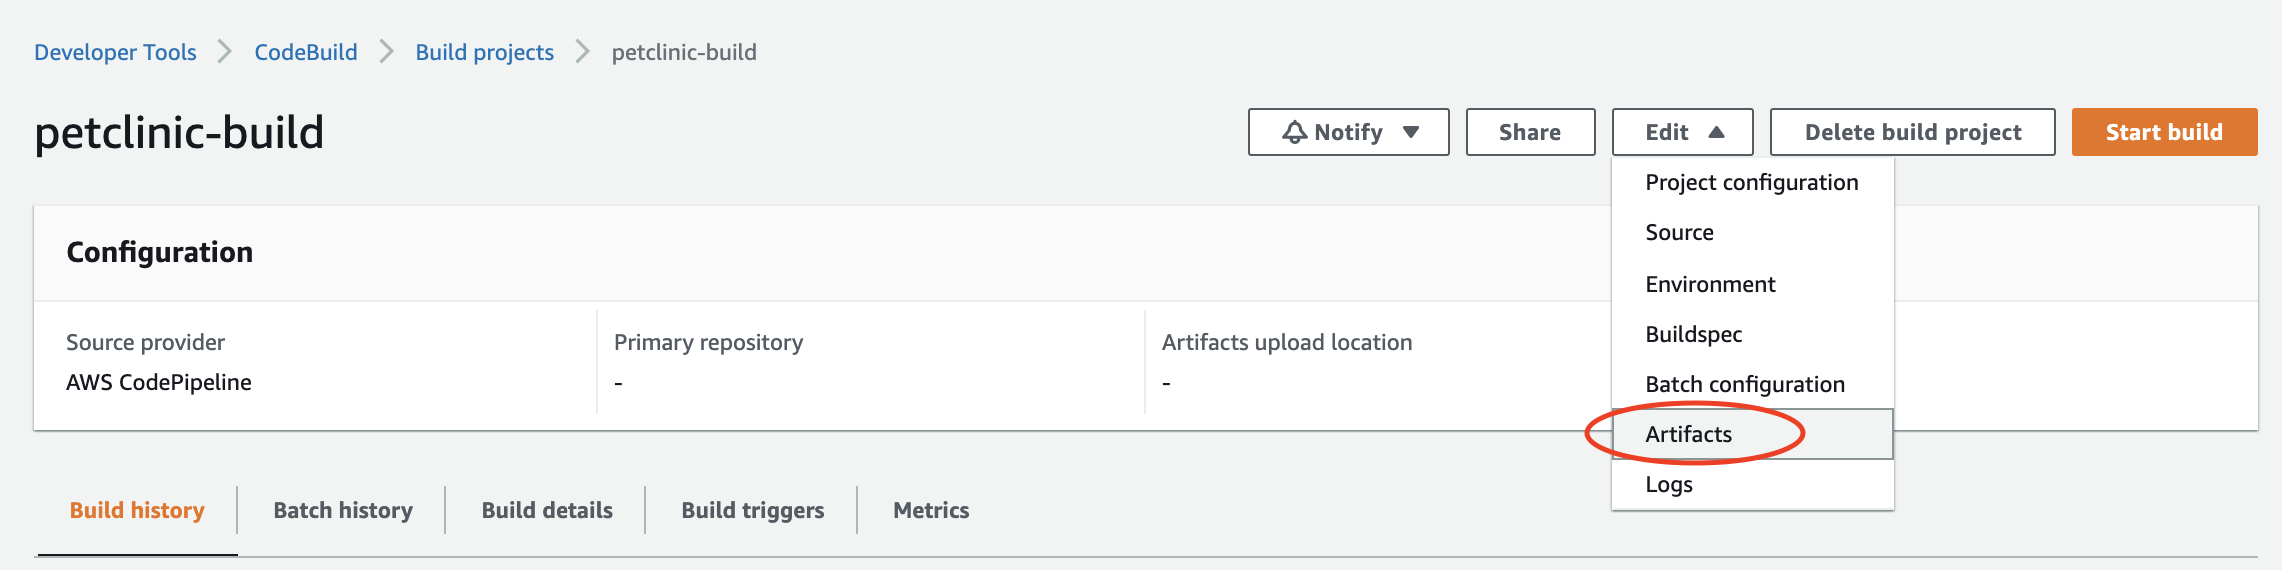 Developer Tools > CodeBuild > Build projects > petclinic-build
petclinic-build
Notify
Share
Edit
Delete build project
Start build
Project configuration
Source
Environment
Buildspec
Batch configuration
Artifacts
Logs
Configuration
Source provider
AWS CodePipeline
Primary repository
-
Artifacts upload location
-
Build history
Batch history
Build details
Build triggers
Metrics